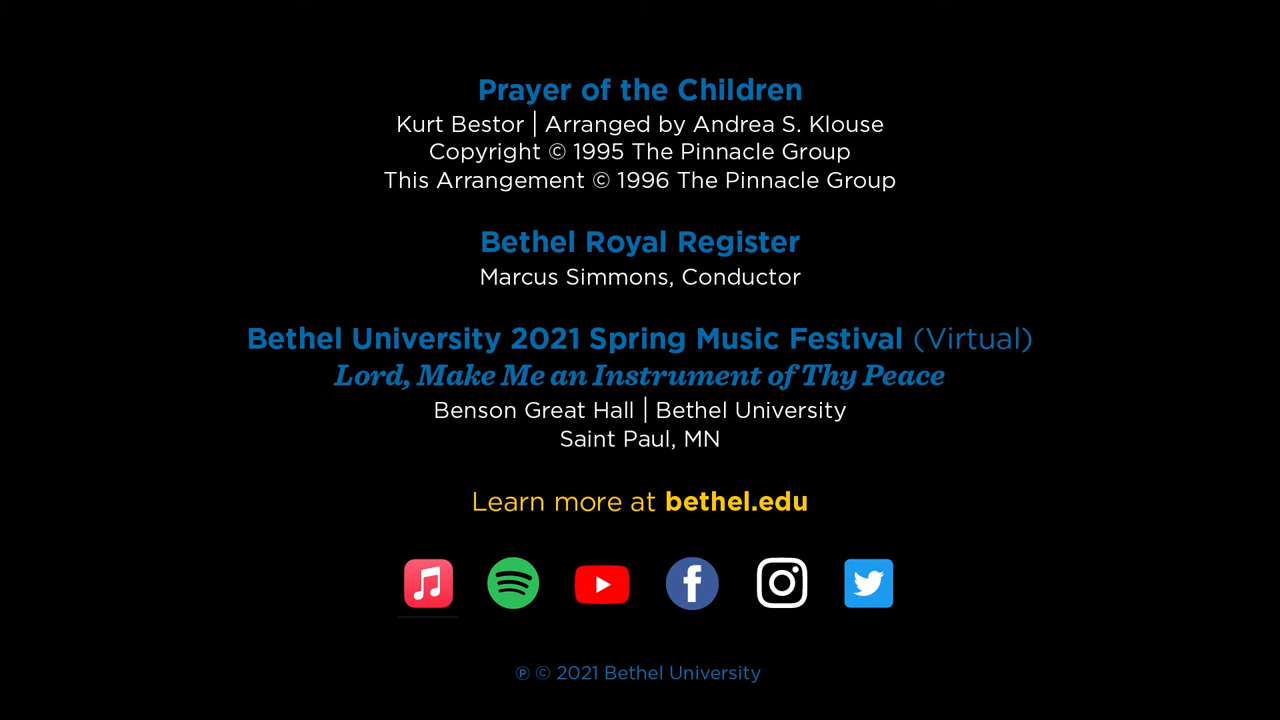 Prayer of the Children
Kurt Bestor | Arranged by Andrea S. Klouse
Copyright © 1995 The Pinnacle Group
This Arrangement © 1996 The Pinnacle Group
Bethel Royal Register
Marcus Simmons, Conductor
Bethel University 2021 Spring Music Festival (Virtual)
Lord, Make Me an Instrument of Thy Peace
Benson Great Hall | Bethel University
Saint Paul, MN
Learn more at bethel.edu
℗ © 2021 Bethel University